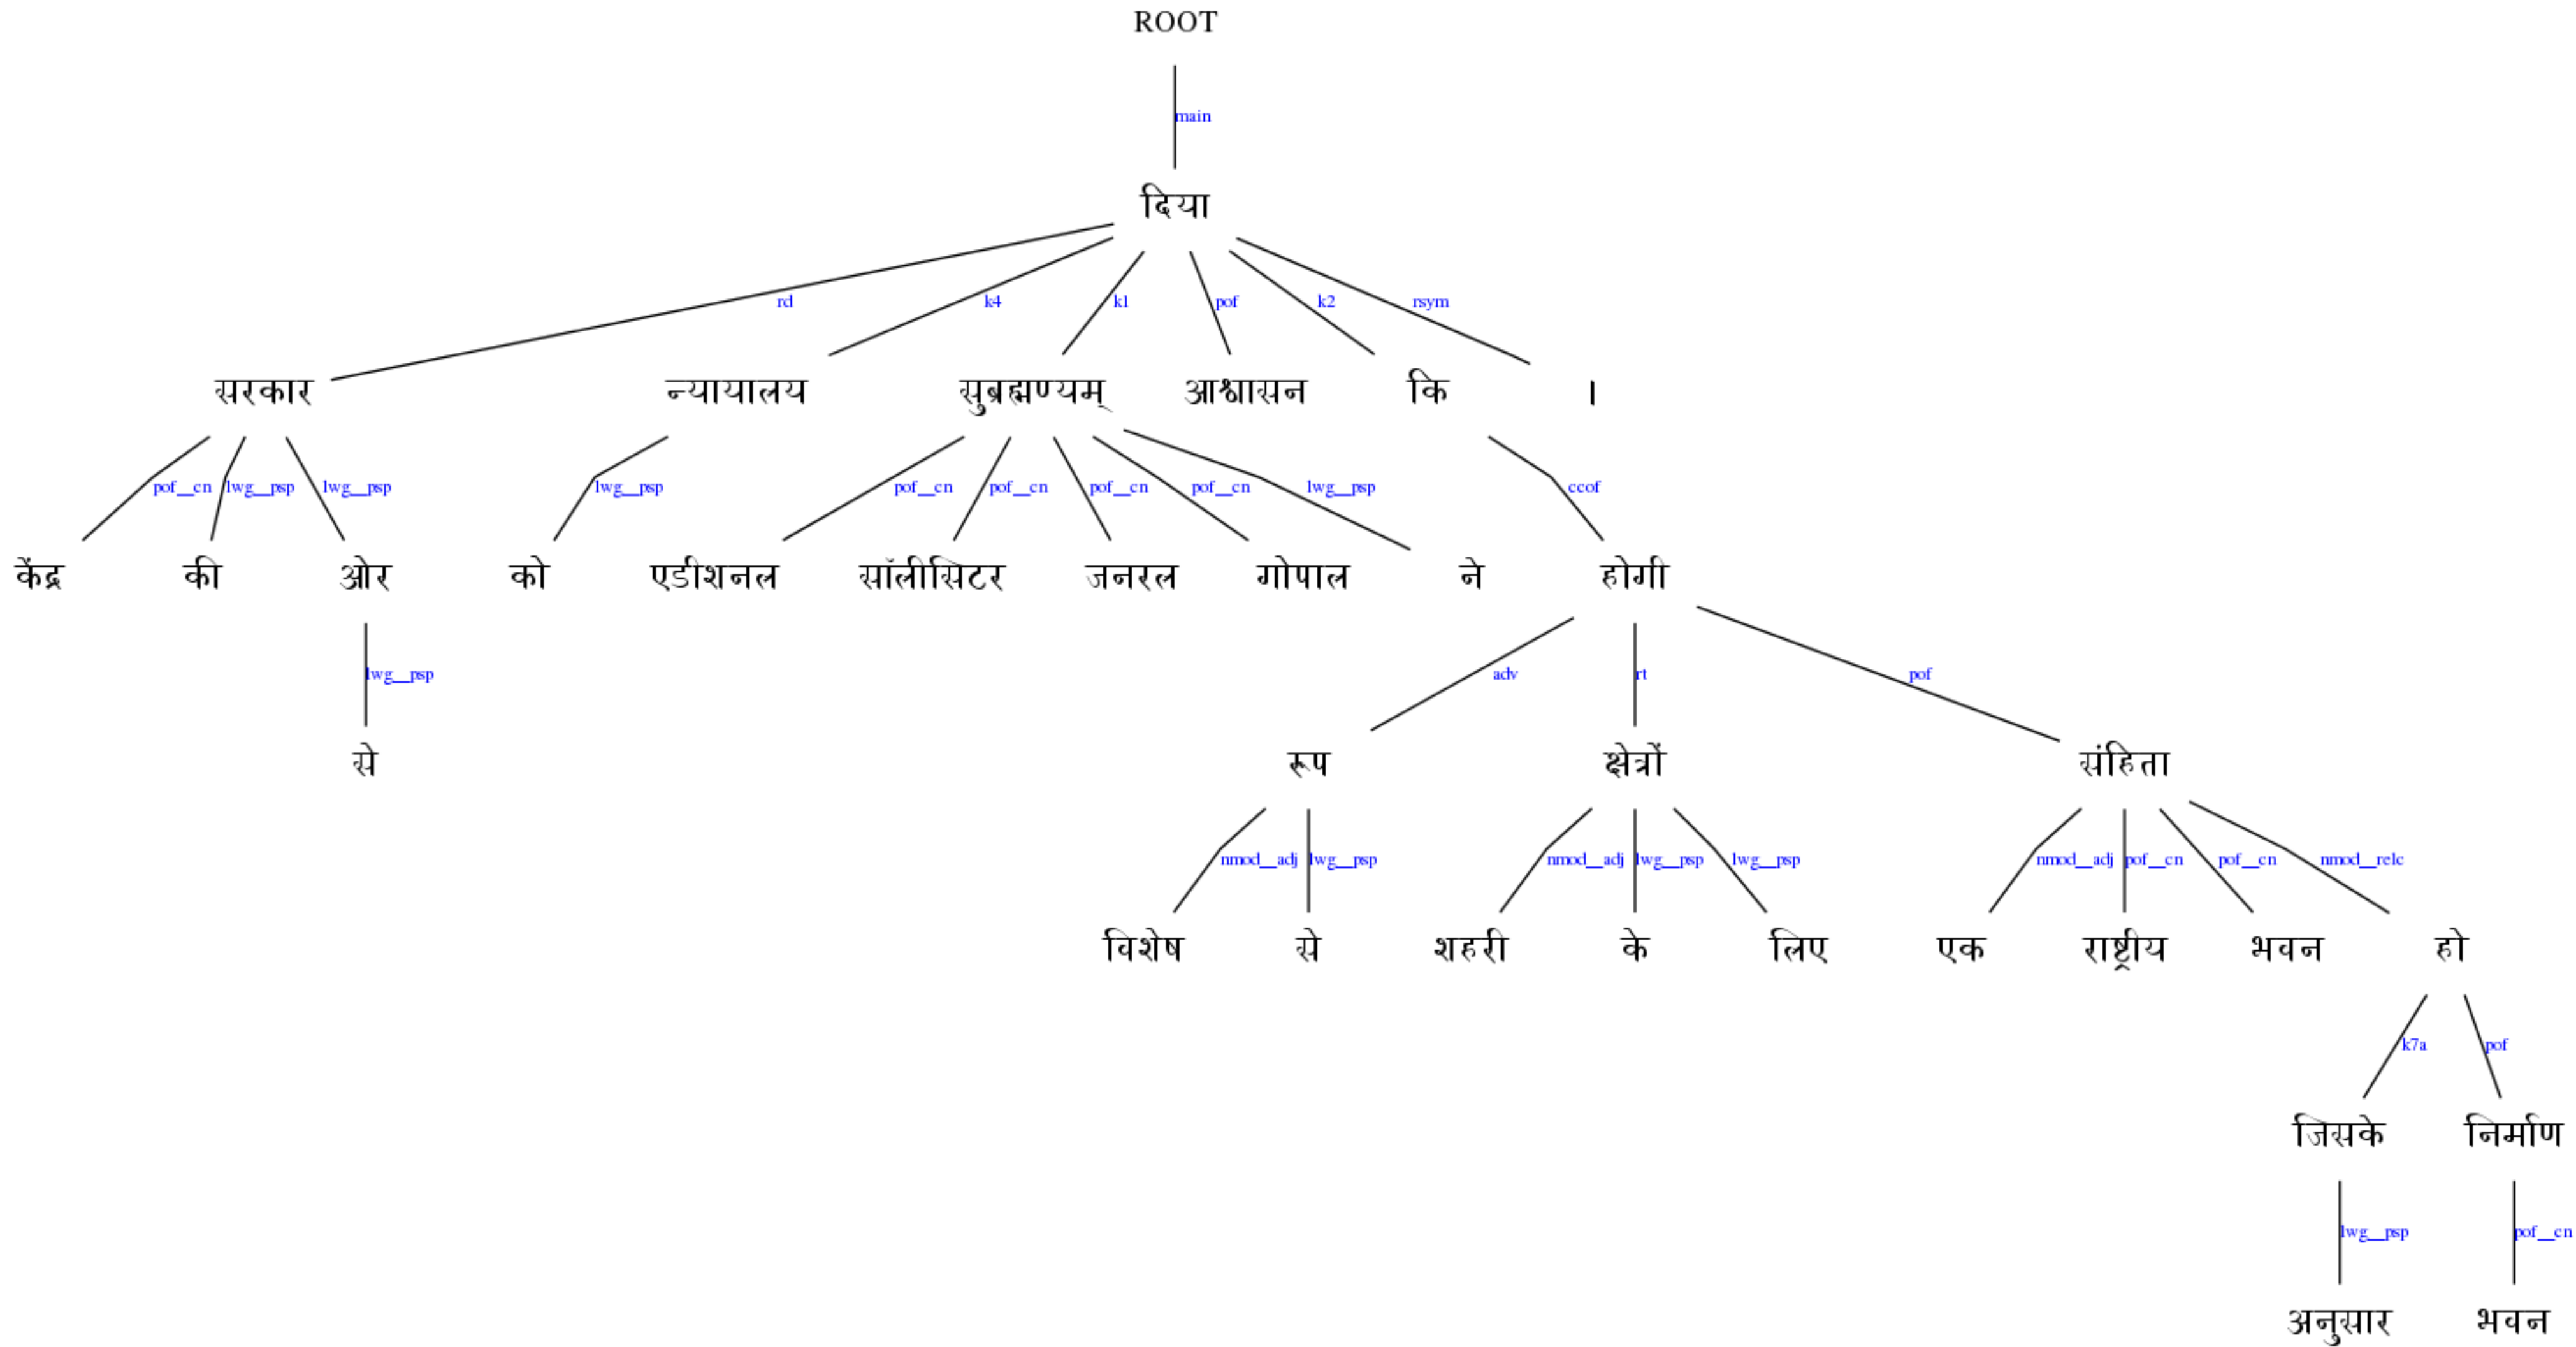 ROOT
main
दिया
rd k4 k1 pof k2 rsym
सरकार न्यायालय सुब्रह्मण्यम् आश्वासन कि ।
pof__cn lwg__psp lwg__psp lwg__psp pof__cn pof__cn pof__cn pof__cn lwg__psp ccof
केंद्र की ओर को एडीशनल सॉलीसिटर जनरल गोपाल ने होगी
lwg__psp adv rt pof
से रूप क्षेत्रों संहिता
nmod__adj lwg__psp nmod__adj lwg__psp lwg__psp nmod__adj pof__cn pof__cn nmod__relc
विशेष से शहरी के लिए एक राष्ट्रीय भवन हो
k7a pof
जिसके निर्माण
lwg__psp pof__cn
अनुसार भवन